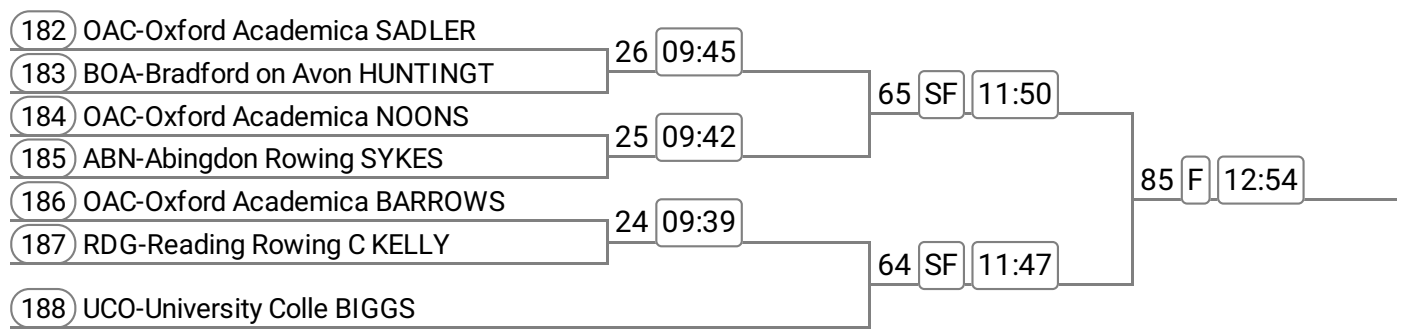 182 OAC-Oxford Academica SADLER
26 09:45
183 BOA-Bradford on Avon HUNTINGT
65 SF 11:50
184 OAC-Oxford Academica NOONS
25 09:42
185 ABN-Abingdon Rowing SYKES
85 F 12:54
186 OAC-Oxford Academica BARROWS
24 09:39
187 RDG-Reading Rowing C KELLY
64 SF 11:47
188 UCO-University Colle BIGGS